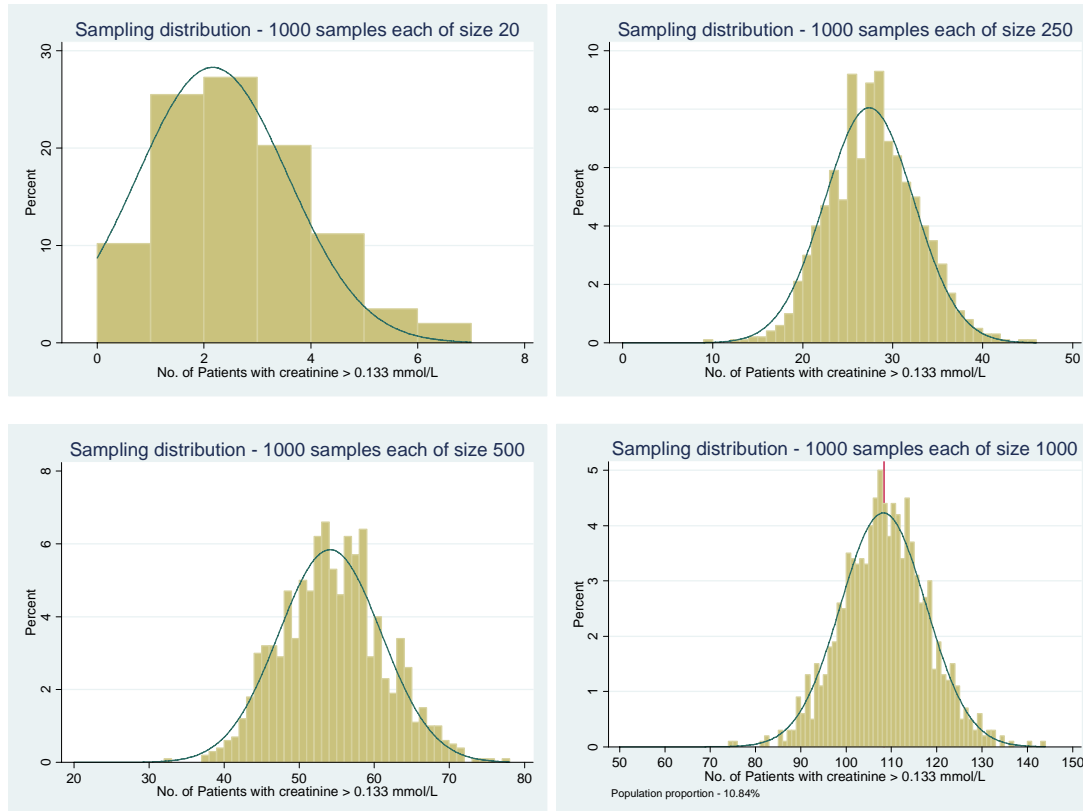 Sampling distribution - 1000 samples each of size 20
30
20
10
0
Percent
0 2 4 6 8
No. of Patients with creatinine > 0.133 mmol/L
Sampling distribution - 1000 samples each of size 250
10
8
6
4
2
0
Percent
0 10 20 30 40 50
No. of Patients with creatinine > 0.133 mmol/L
Sampling distribution - 1000 samples each of size 500
8
6
4
2
0
Percent
20 30 40 50 60 70 80
No. of Patients with creatinine > 0.133 mmol/L
Sampling distribution - 1000 samples each of size 1000
5
4
3
2
1
0
Percent
50 60 70 80 90 100 110 120 130 140 150
No. of Patients with creatinine > 0.133 mmol/L
Population proportion - 10.84%